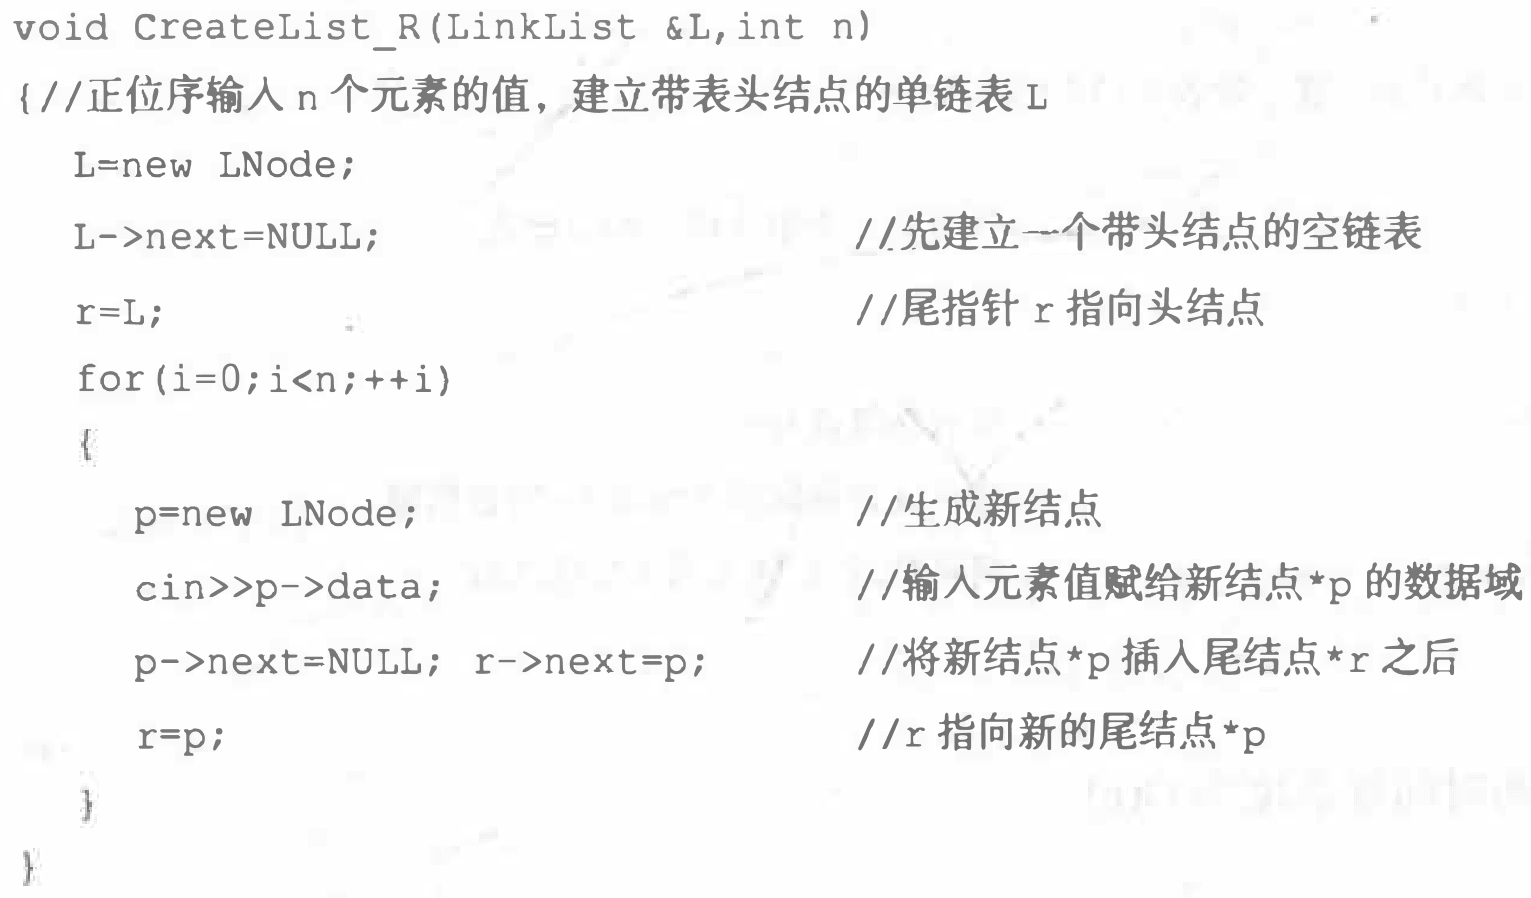 void CreateList_R(LinkList &L,int n)
{//正位序输入 n 个元素的值，建立带表头结点的单链表 L
L=new LNode;
L->next=NULL; //先建立一个带头结点的空链表
r=L; //尾指针 r 指向头结点
for(i=0;i<n;++i)
{
p=new LNode; //生成新结点
cin>>p->data; //输入元素值赋给新结点*p 的数据域
p->next=NULL; r->next=p; //将新结点*p 插入尾结点*r 之后
r=p; //r 指向新的尾结点*p
}
}